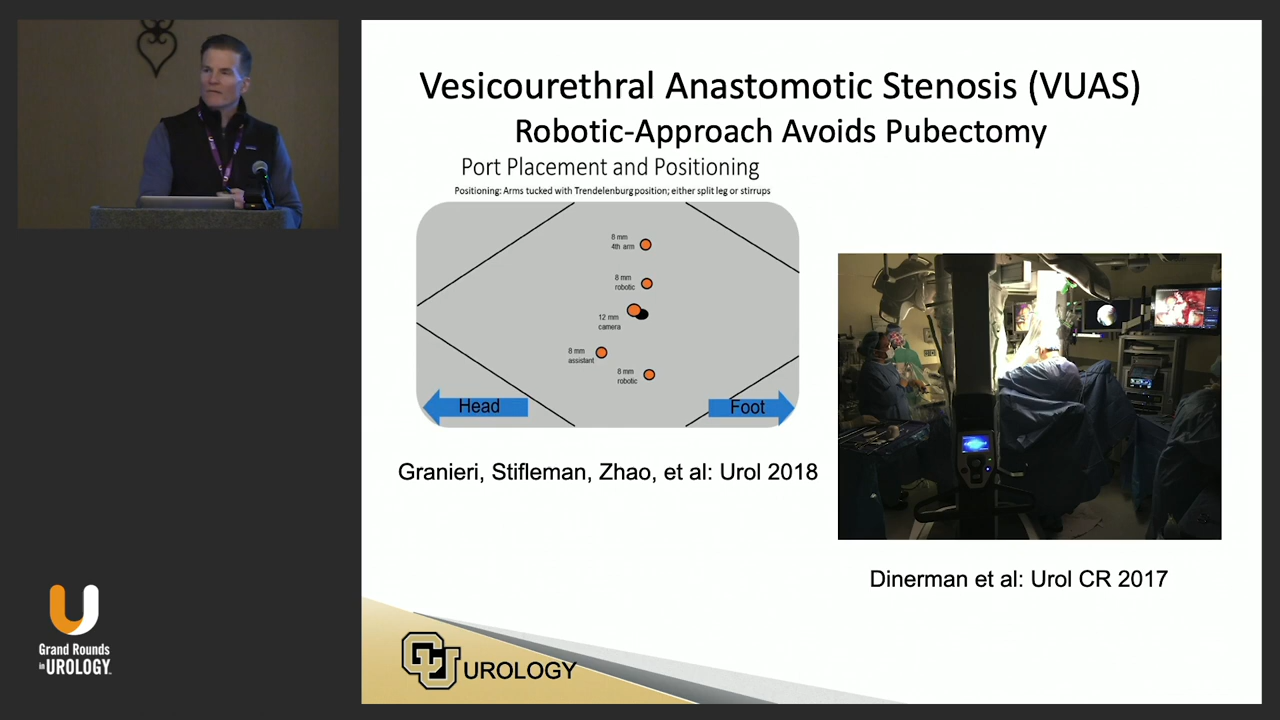 Vesicourethral Anastomotic Stenosis (VUAS)
Robotic-Approach Avoids Pubectomy
Port Placement and Positioning
Positioning: Arms tucked with Trendelenburg position; either split leg or stirrups
8 mm
4th arm
8 mm
robotic
12 mm
camera
8 mm
assistant
8 mm
robotic
Head
Foot
Granieri, Stifleman, Zhao, et al: Urol 2018
Dinerman et al: Urol CR 2017
CU UROLOGY
U
Grand Rounds
in UROLOGY